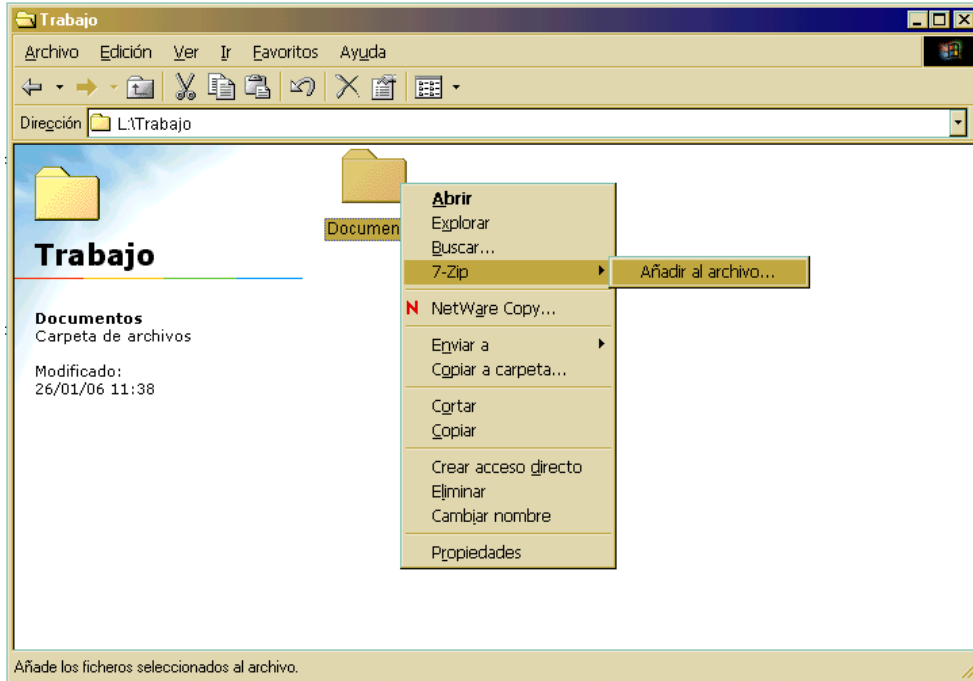 Trabajo
Archivo Edición Ver Ir Favoritos Ayuda
Dirección L:\Trabajo
Trabajo
Documentos
Carpeta de archivos
Modificado:
26/01/06 11:38
Documen
Abrir
Explorar
Buscar...
7-Zip
Añadir al archivo...
N NetWare Copy...
Enviar a
Copiar a carpeta...
Cortar
Copiar
Crear acceso directo
Eliminar
Cambiar nombre
Propiedades
Añade los ficheros seleccionados al archivo.